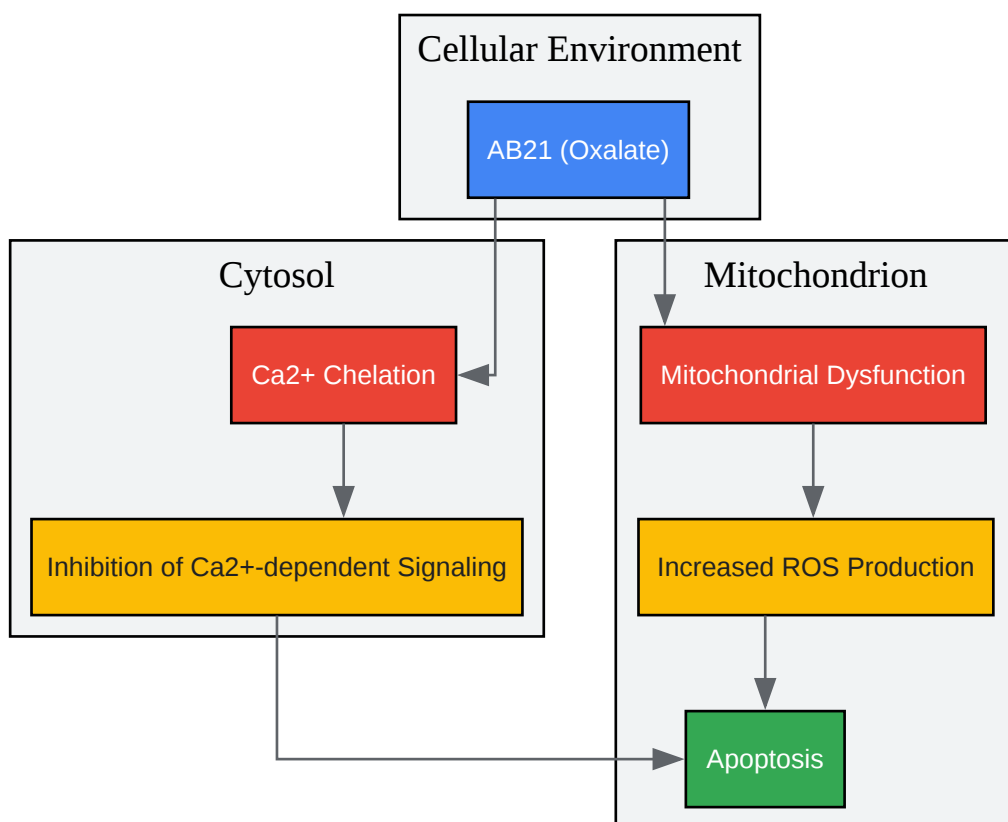 Cellular Environment
AB21 (Oxalate)
Cytosol
Mitochondrion
Ca2+ Chelation
Mitochondrial Dysfunction
Inhibition of Ca2+-dependent Signaling
Increased ROS Production
Apoptosis